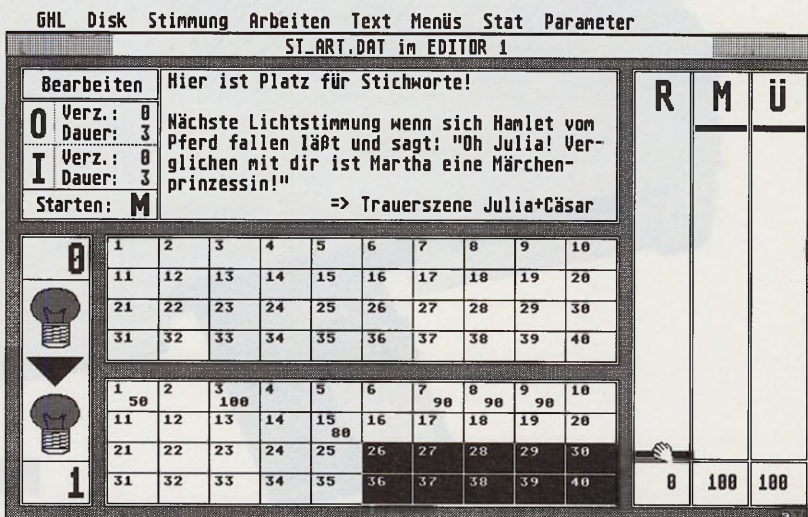 GHL Disk Stimmung Arbeiten Text Menüs Stat Parameter
ST_ART.DAT im EDITOR 1
Bearbeiten
O Verz.: 0
Dauer: 3
I Verz.: 0
Dauer: 3
Starten: M
Hier ist Platz für Stichworte!
Nächste Lichtstimmung wenn sich Hamlet vom
Pferd fallen läßt und sagt: "Oh Julia! Ver-
glichen mit dir ist Martha eine Märchen-
prinzessin!"
=> Trauerszene Julia+Cäsar
R M Ü
0
1 2 3 4 5 6 7 8 9 10
11 12 13 14 15 16 17 18 19 20
21 22 23 24 25 26 27 28 29 30
31 32 33 34 35 36 37 38 39 40
1 2 3 4 5 6 7 8 9 10
50 100 90 90 90
11 12 13 14 15 16 17 18 19 20
80
21 22 23 24 25 26 27 28 29 30
31 32 33 34 35 36 37 38 39 40
1
0 100 100